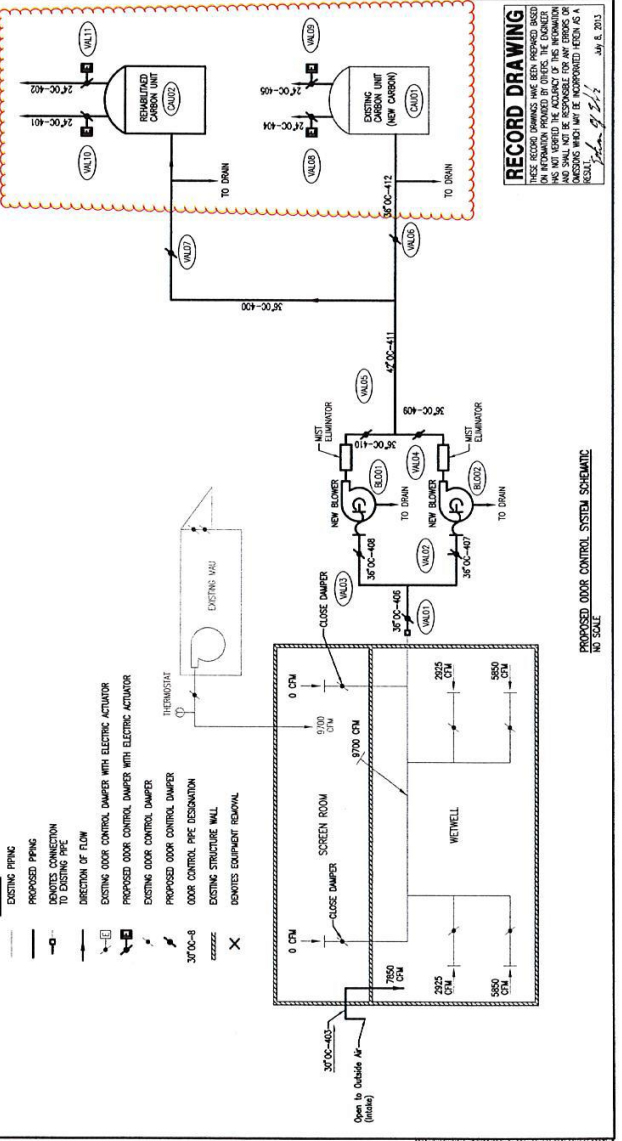 EXISTING PIPING
PROPOSED PIPING
DENOTES CONNECTION
TO EXISTING PIPE
DIRECTION OF FLOW
EXISTING ODOR CONTROL DAMPER WITH ELECTRIC ACTUATOR
PROPOSED ODOR CONTROL DAMPER WITH ELECTRIC ACTUATOR
EXISTING ODOR CONTROL DAMPER
PROPOSED ODOR CONTROL DAMPER
30"OC-8 ODOR CONTROL PIPE DESIGNATION
EXISTING STRUCTURE WALL
DENOTES EQUIPMENT REMOVAL
THERMOSTAT
EXISTING MAU
9700
CFM
CLOSE DAMPER
0 CFM
0 CFM
SCREEN ROOM
CLOSE DAMPER
9700 CFM
30"OC-403
Open to Outside Air
(Intake)
7850
CFM
WETWELL
2925
CFM
5850
CFM
2925
CFM
5850
CFM
36"OC-406
VAL01
VAL03
36"OC-408
VAL02
36"OC-407
NEW BLOWER
BLO01
TO DRAIN
NEW BLOWER
BLO02
TO DRAIN
MIST
ELIMINATOR
MIST
ELIMINATOR
36"OC-410
VAL04
36"OC-409
VAL05
42"OC-411
36"OC-400
VAL07
VAL06
36"OC-412
TO DRAIN
TO DRAIN
REHABILITAED
CARBON UNIT
CAU02
EXISTING
CARBON UNIT
(NEW CARBON)
CAU01
24"OC-401
24"OC-402
VAL10
VAL11
24"OC-404
24"OC-405
VAL08
VAL09
PROPOSED ODOR CONTROL SYSTEM SCHEMATIC
NO SCALE
RECORD DRAWING
THESE RECORD DRAWINGS HAVE BEEN PREPARED BASED
ON INFORMATION PROVIDED BY OTHERS. THE ENGINEER
HAS NOT VERIFIED THE ACCURACY OF THIS INFORMATION
AND SHALL NOT BE RESPONSIBLE FOR ANY ERRORS OR
OMISSIONS WHICH MAY BE INCORPORATED HEREIN AS A
RESULT.
July 8, 2013